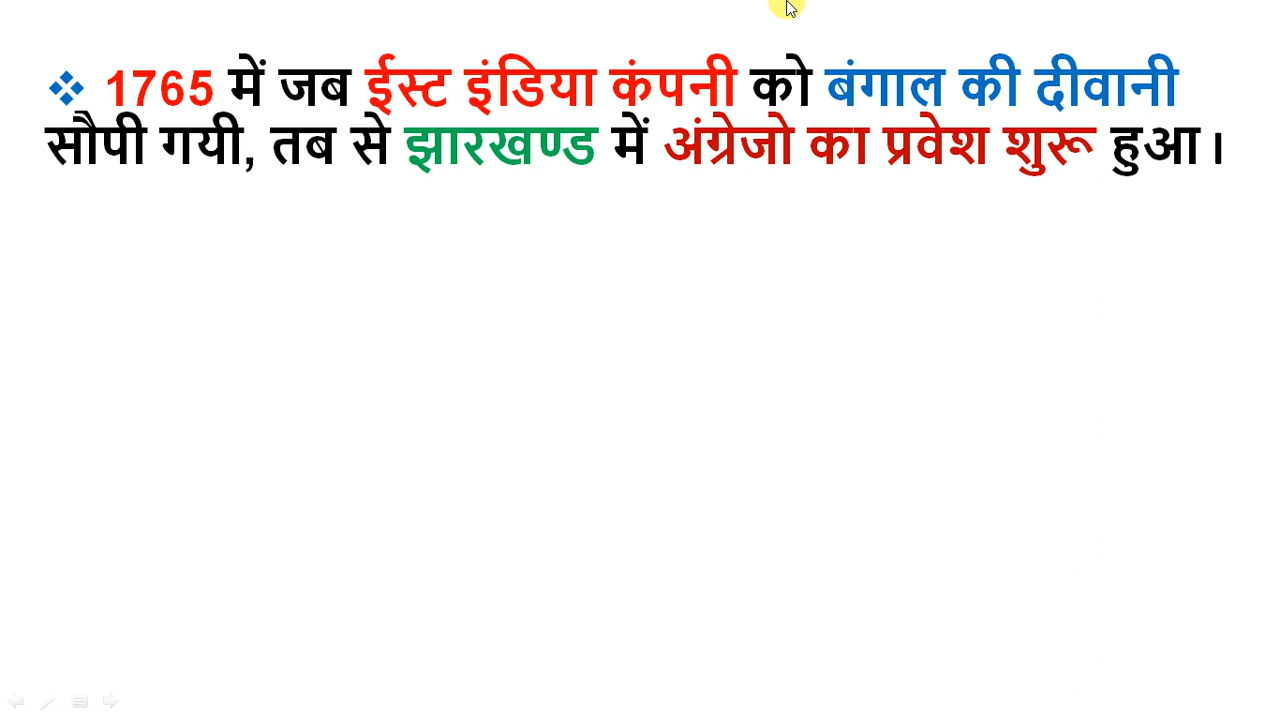 ❖ 1765 में जब ईस्ट इंडिया कंपनी को बंगाल की दीवानी
सौपी गयी, तब से झारखण्ड में अंग्रेजो का प्रवेश शुरू हुआ।